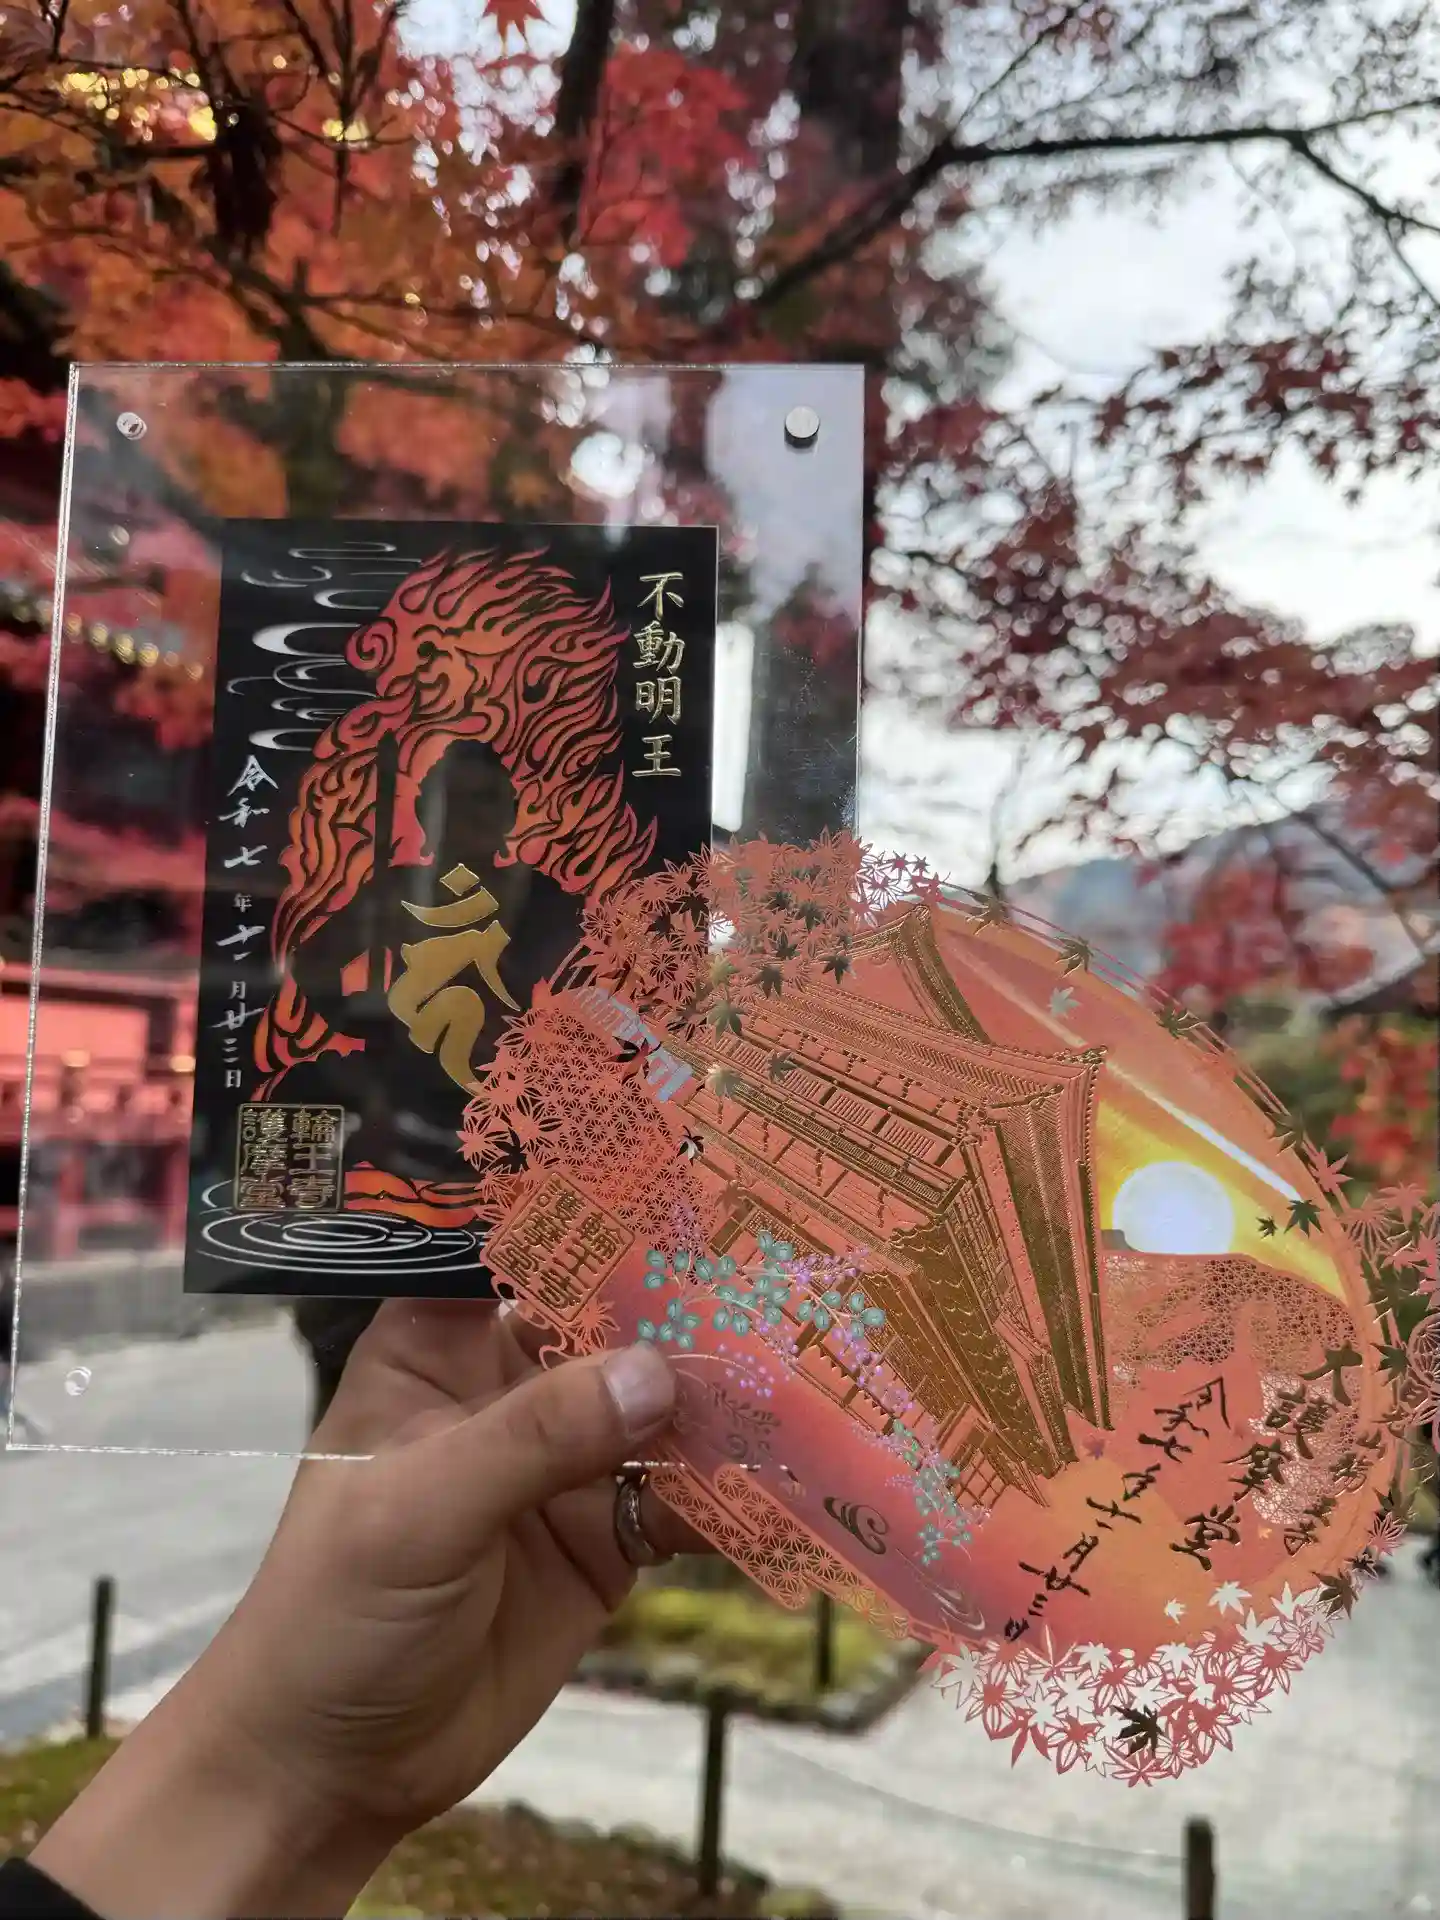 不動明王
令和七年十一月廿三日
輪王寺
護摩堂
輪王寺
護摩堂
大護摩堂
令和七年十一月廿三日